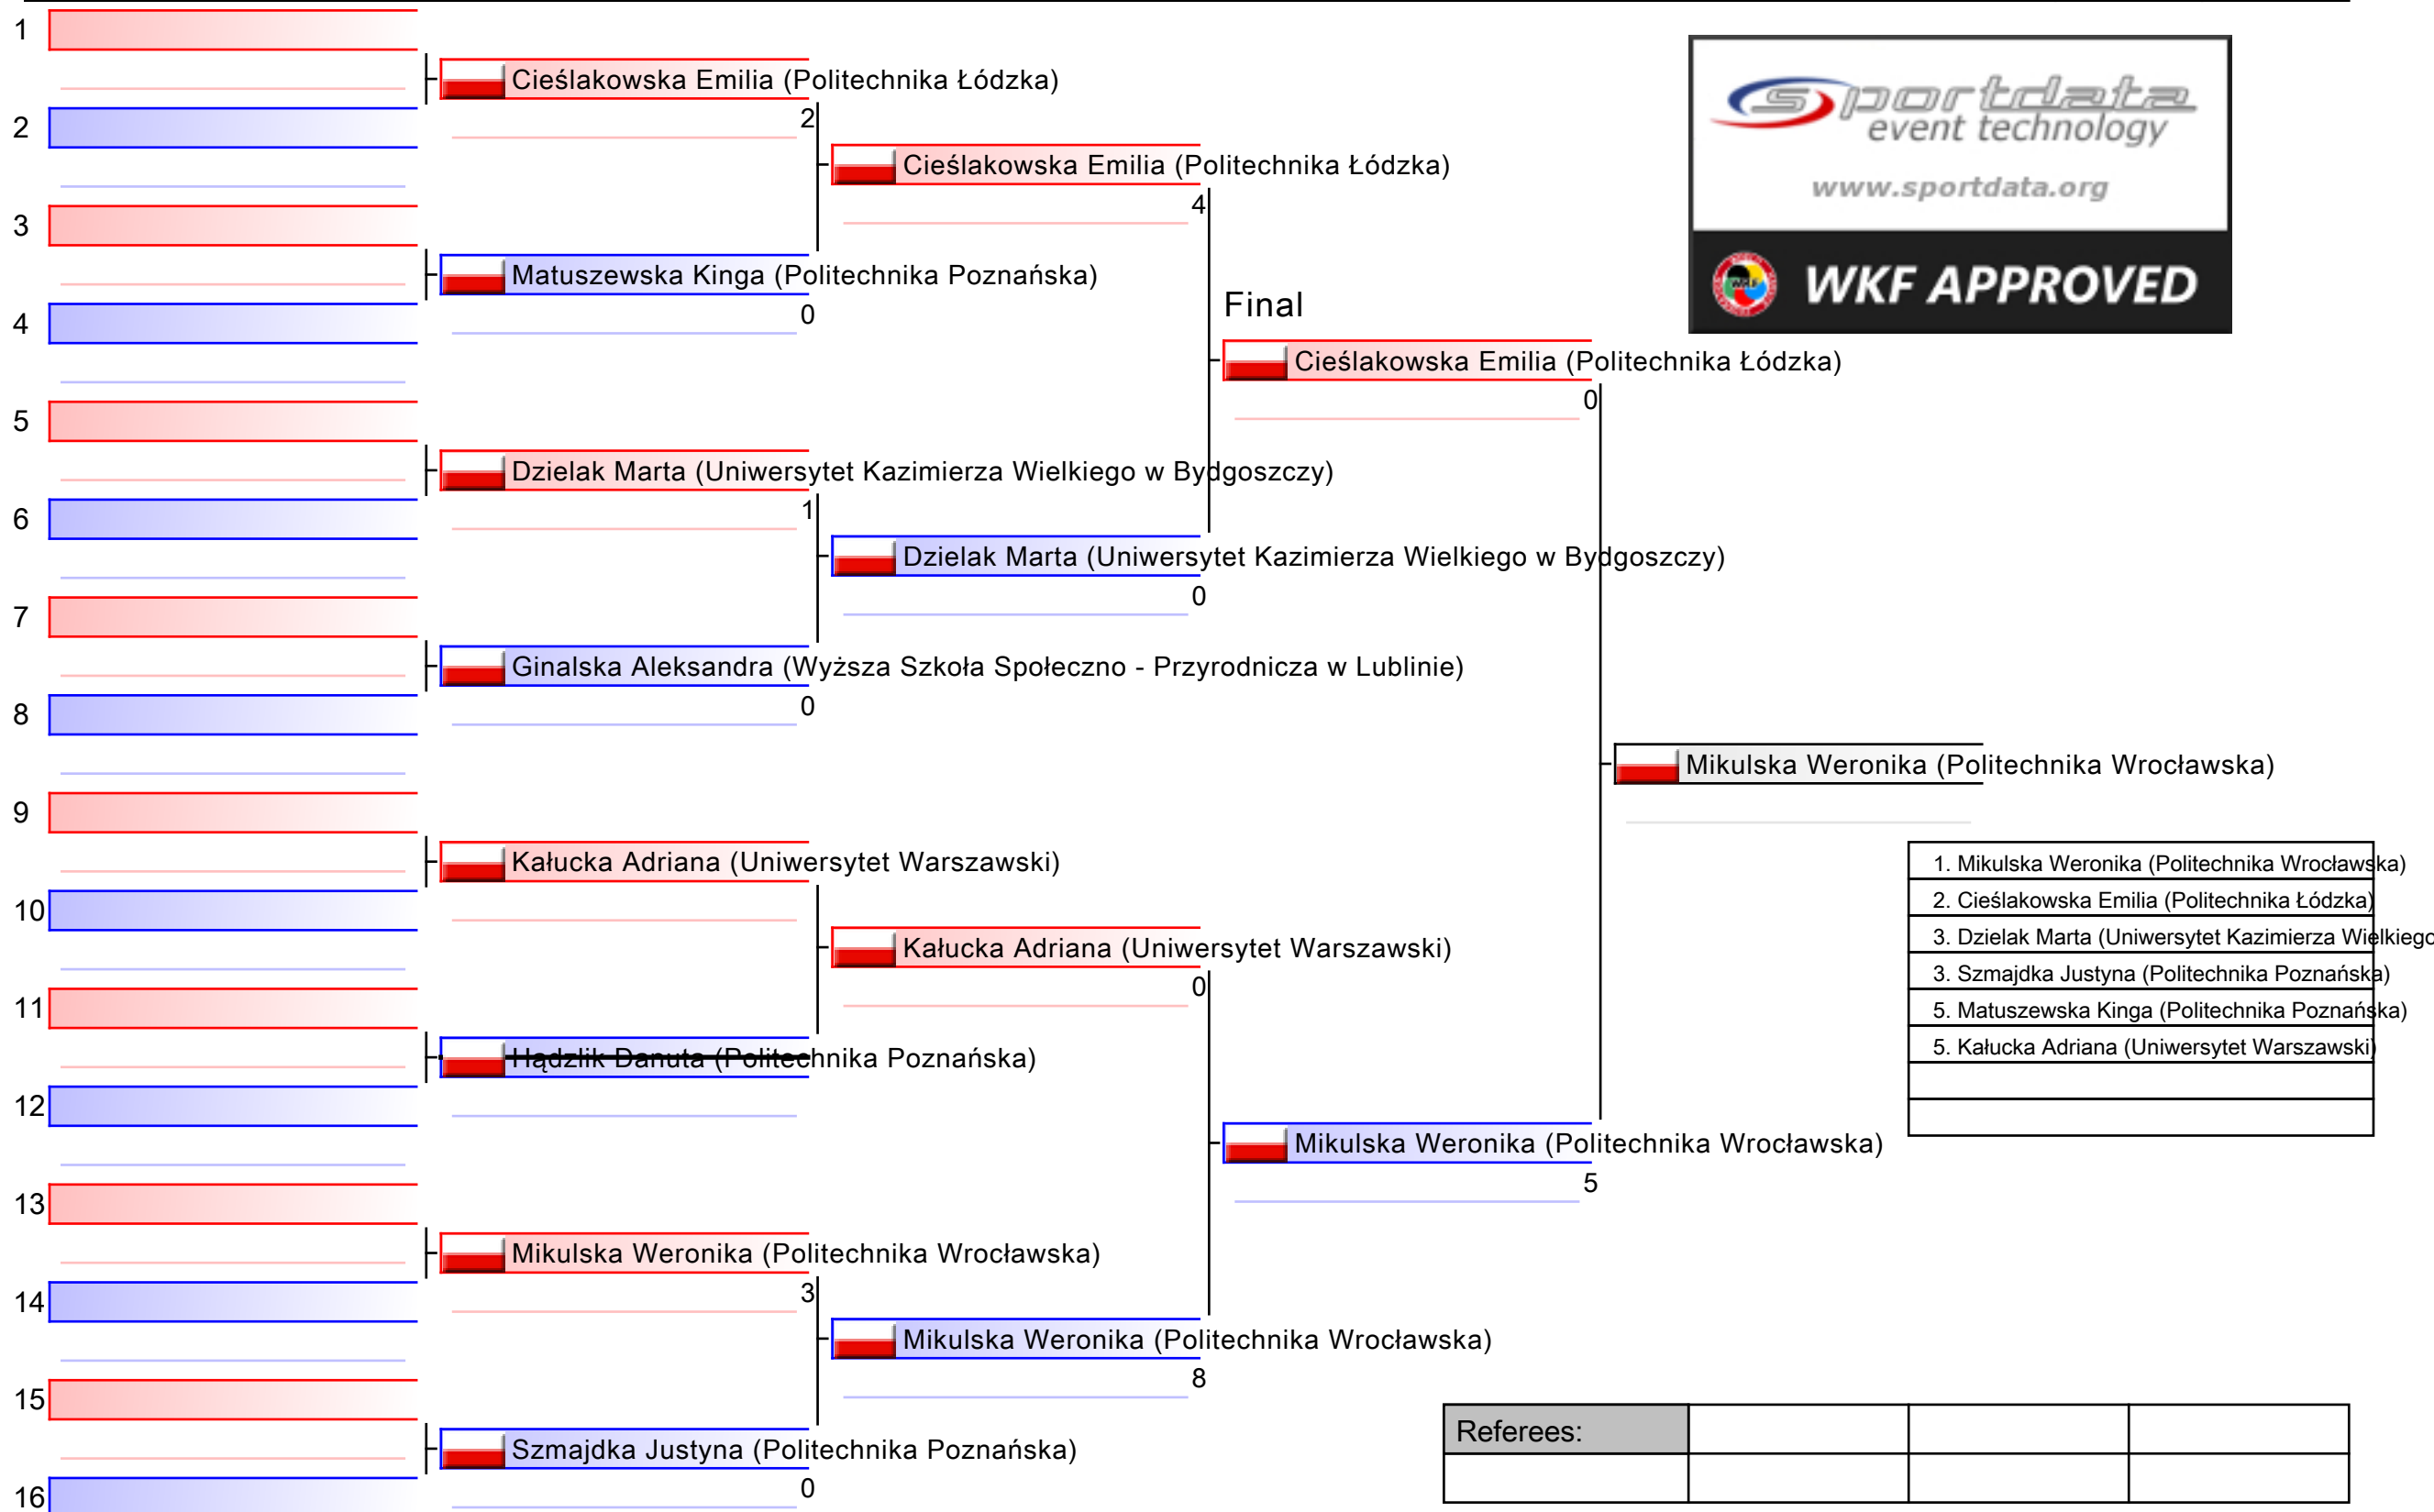 1
Cieślakowska Emilia (Politechnika Łódzka)
2
2
Cieślakowska Emilia (Politechnika Łódzka)
4
3
Matuszewska Kinga (Politechnika Poznańska)
0
4
Final
Cieślakowska Emilia (Politechnika Łódzka)
0
5
Dzielak Marta (Uniwersytet Kazimierza Wielkiego w Bydgoszczy)
1
6
Dzielak Marta (Uniwersytet Kazimierza Wielkiego w Bydgoszczy)
0
7
Ginalska Aleksandra (Wyższa Szkoła Społeczno - Przyrodnicza w Lublinie)
0
8
Mikulska Weronika (Politechnika Wrocławska)
9
Kałucka Adriana (Uniwersytet Warszawski)
10
Kałucka Adriana (Uniwersytet Warszawski)
0
11
Hądzlik Danuta (Politechnika Poznańska)
12
Mikulska Weronika (Politechnika Wrocławska)
5
13
Mikulska Weronika (Politechnika Wrocławska)
3
14
Mikulska Weronika (Politechnika Wrocławska)
8
15
Szmajdka Justyna (Politechnika Poznańska)
0
16
sportdata
event technology
www.sportdata.org
WKF
WKF APPROVED
1. Mikulska Weronika (Politechnika Wrocławska)
2. Cieślakowska Emilia (Politechnika Łódzka)
3. Dzielak Marta (Uniwersytet Kazimierza Wielkiego
3. Szmajdka Justyna (Politechnika Poznańska)
5. Matuszewska Kinga (Politechnika Poznańska)
5. Kałucka Adriana (Uniwersytet Warszawski)
Referees: